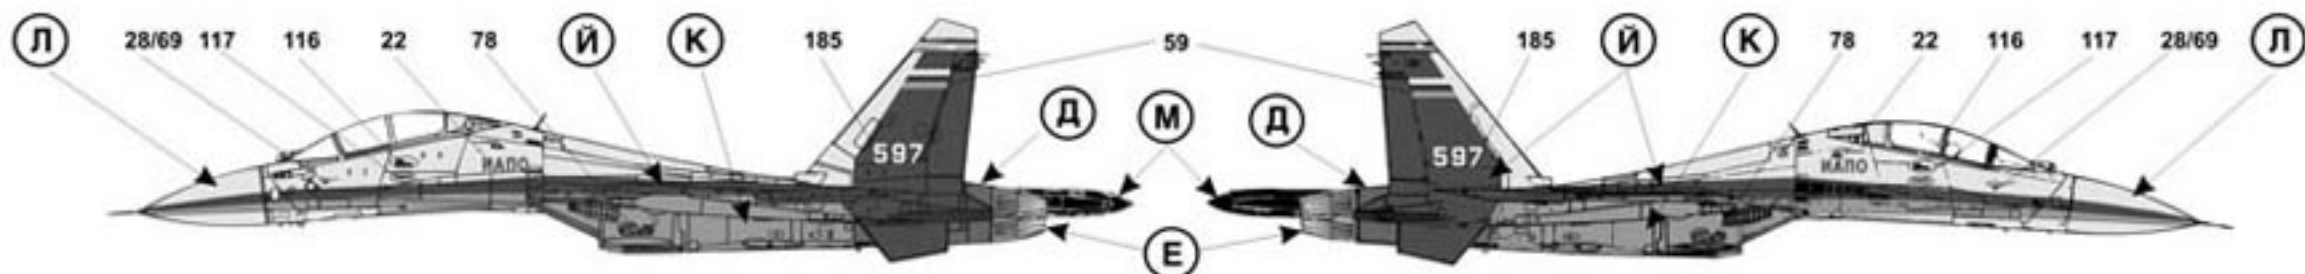 Л 28/69 117 116 22 78 Й К 185 59 185 Й К 78 22 116 117 28/69 Л
Д М Д
597 597
ИАПО ИАПО
Е